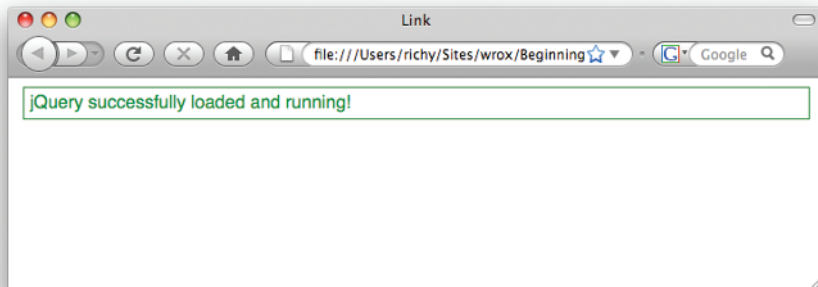 Link
file:///Users/richy/Sites/wrox/Beginning
G
Google
jQuery successfully loaded and running!